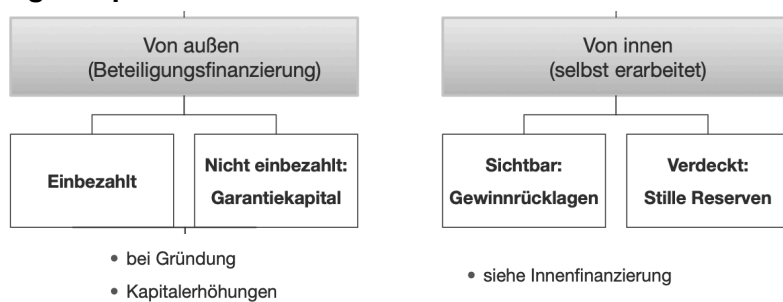 Von außen
(Beteiligungsfinanzierung)
Von innen
(selbst erarbeitet)
Einbezahlt
Nicht einbezahlt:
Garantiekapital
Sichtbar:
Gewinnrücklagen
Verdeckt:
Stille Reserven
• bei Gründung
• Kapitalerhöhungen
• siehe Innenfinanzierung